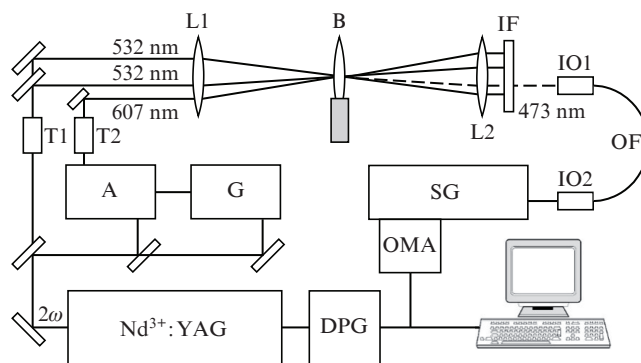 L1
B
IF
532 nm
IO1
532 nm
607 nm
473 nm
T1
T2
L2
OF
A
G
SG
IO2
OMA
2ω
Nd³⁺:YAG
DPG